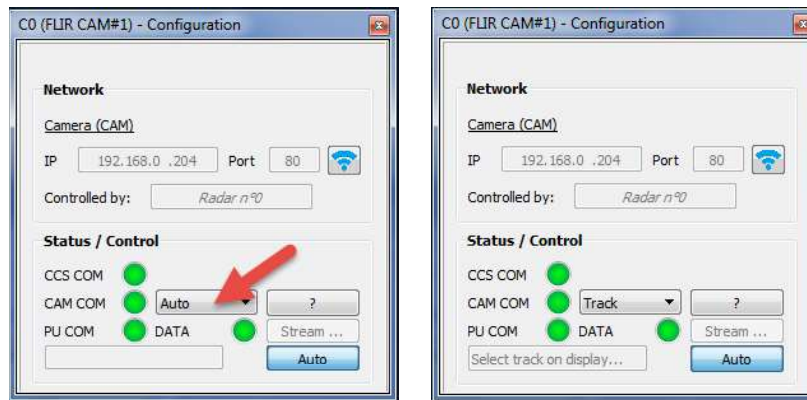 C0 (FLIR CAM#1) - Configuration
Network
Camera (CAM)
IP 192.168.0 .204 Port 80
Controlled by: Radar nº0
Status / Control
CCS COM
CAM COM Auto ?
PU COM DATA Stream ...
Auto
C0 (FLIR CAM#1) - Configuration
Network
Camera (CAM)
IP 192.168.0 .204 Port 80
Controlled by: Radar nº0
Status / Control
CCS COM
CAM COM Track ?
PU COM DATA Stream ...
Select track on display... Auto